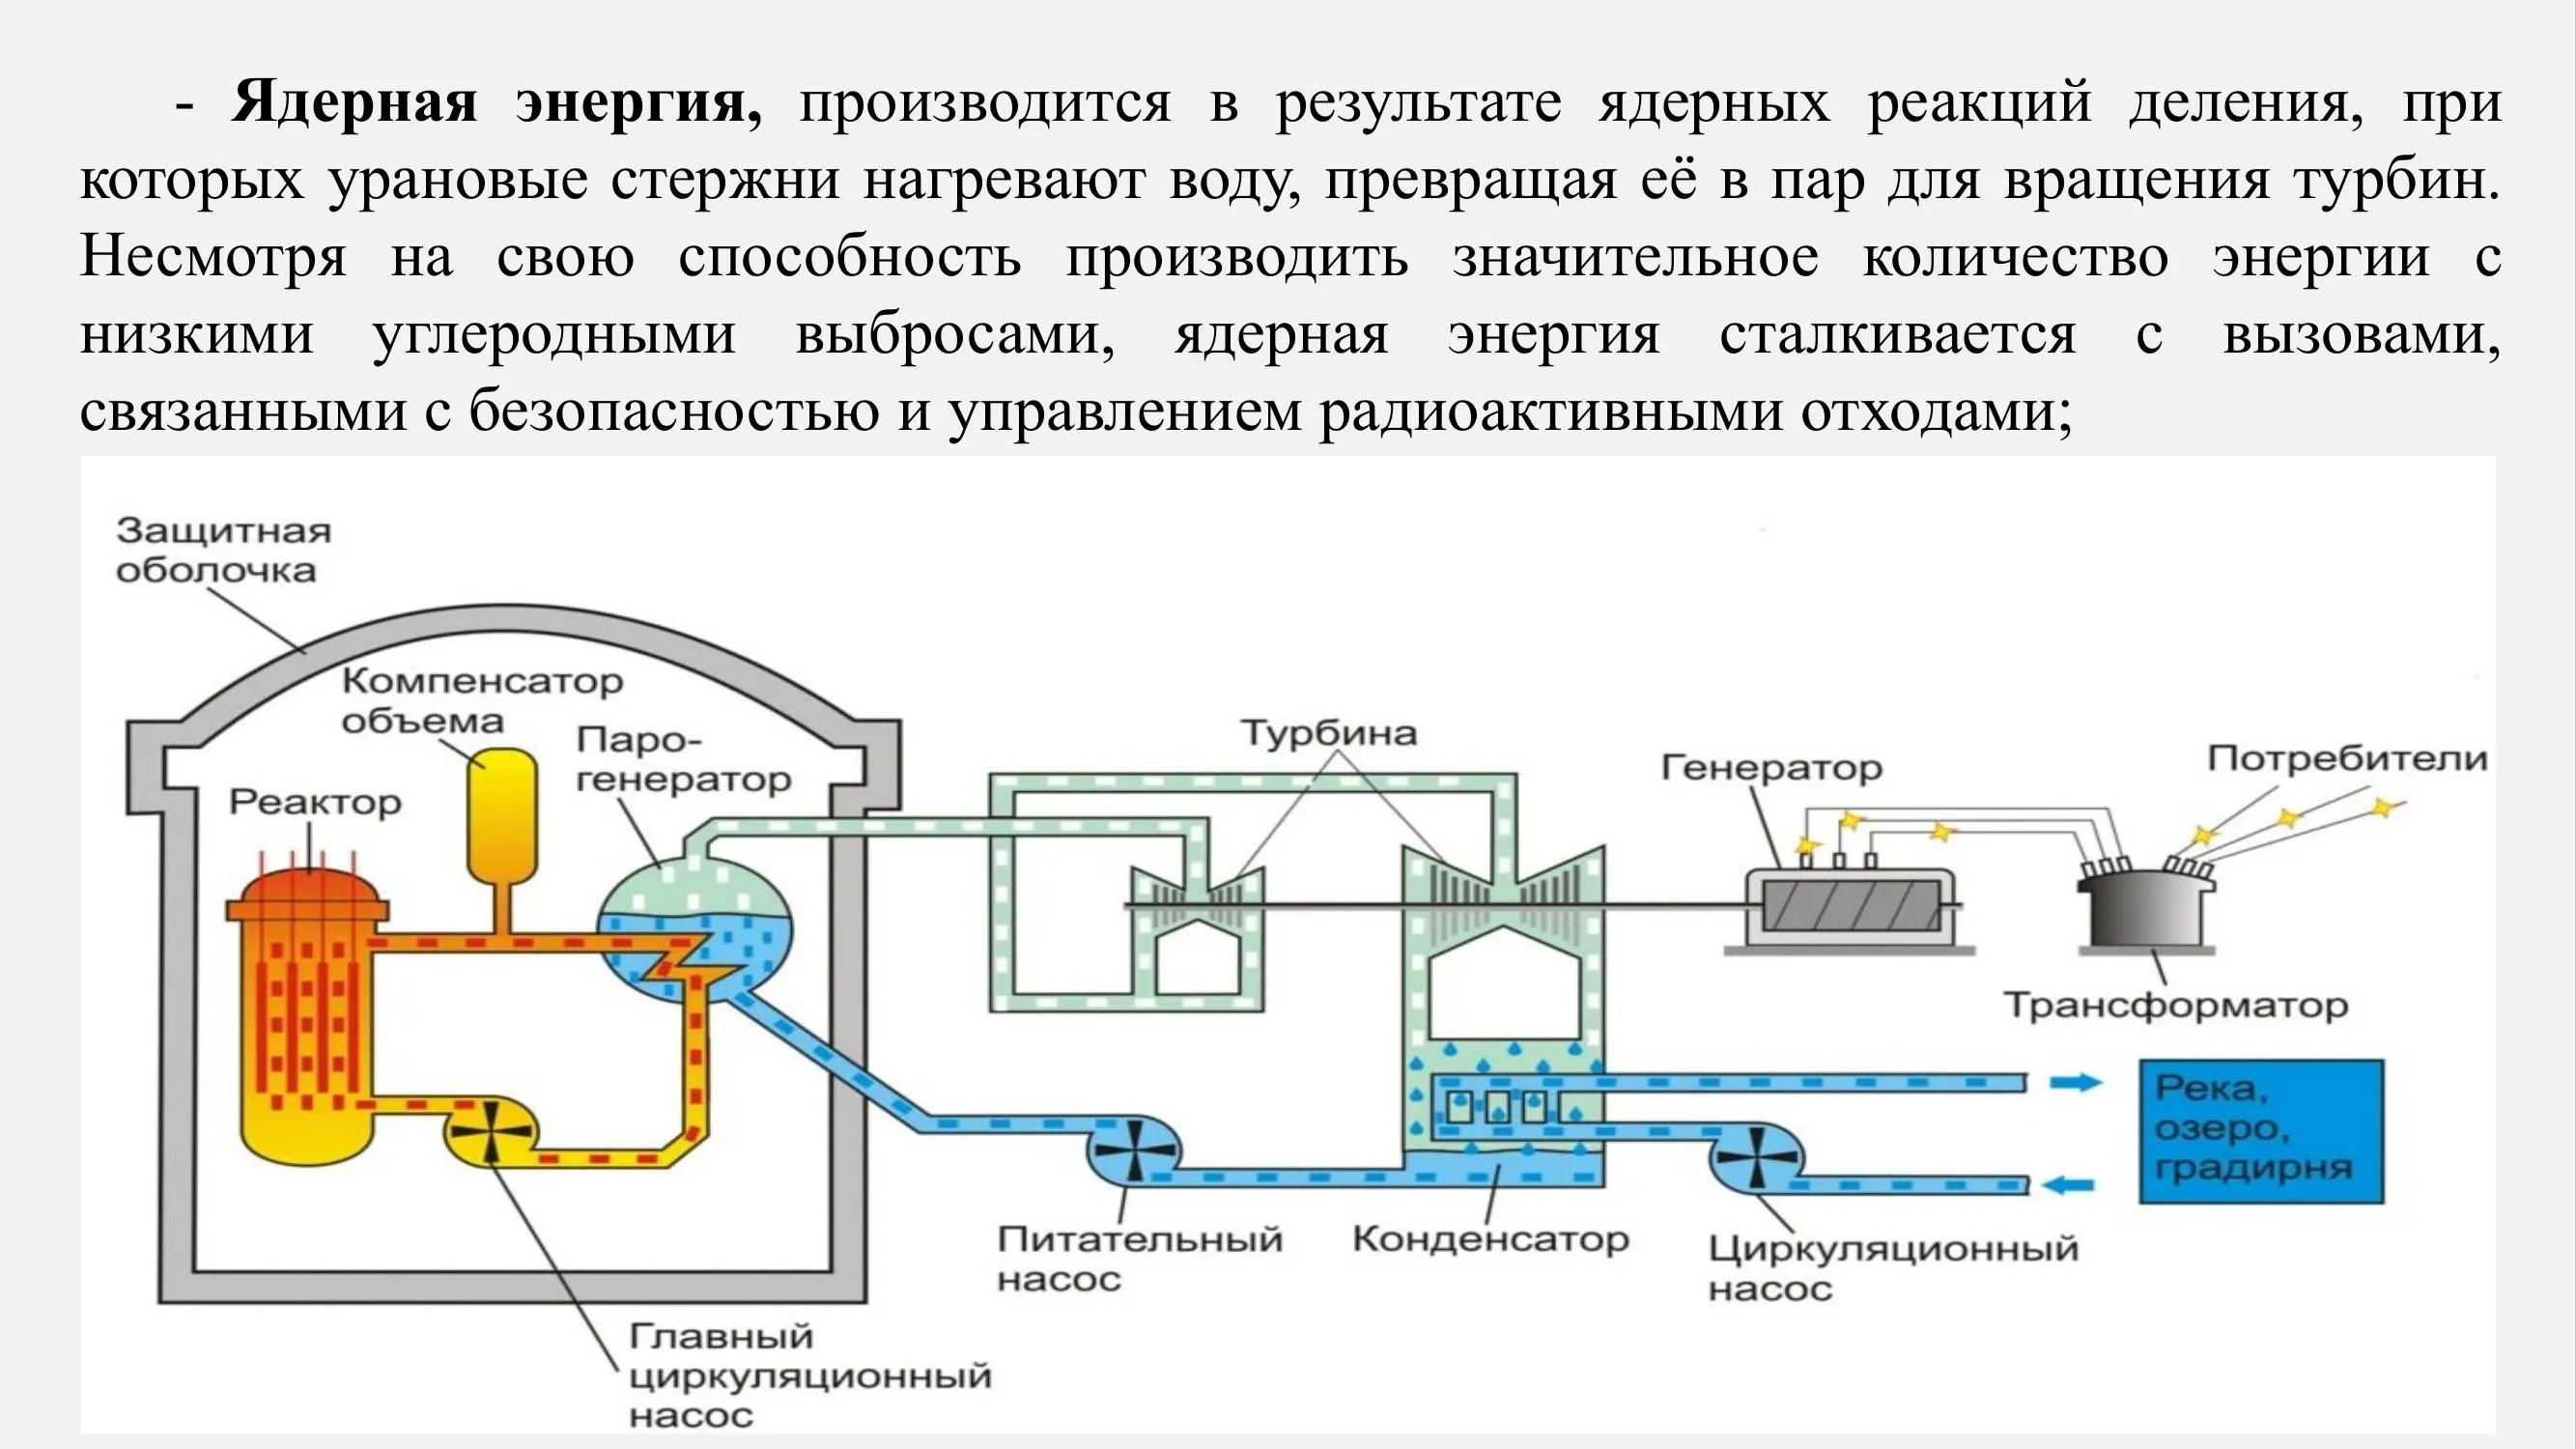 - Ядерная энергия, производится в результате ядерных реакций деления, при
которых урановые стержни нагревают воду, превращая её в пар для вращения турбин.
Несмотря на свою способность производить значительное количество энергии с
низкими углеродными выбросами, ядерная энергия сталкивается с вызовами,
связанными с безопасностью и управлением радиоактивными отходами;
Защитная
оболочка
Компенсатор
объема
Паро-
генератор
Реактор
Турбина
Генератор
Потребители
Трансформатор
Река,
озеро,
градирня
Питательный
насос
Конденсатор
Циркуляционный
насос
Главный
циркуляционный
насос